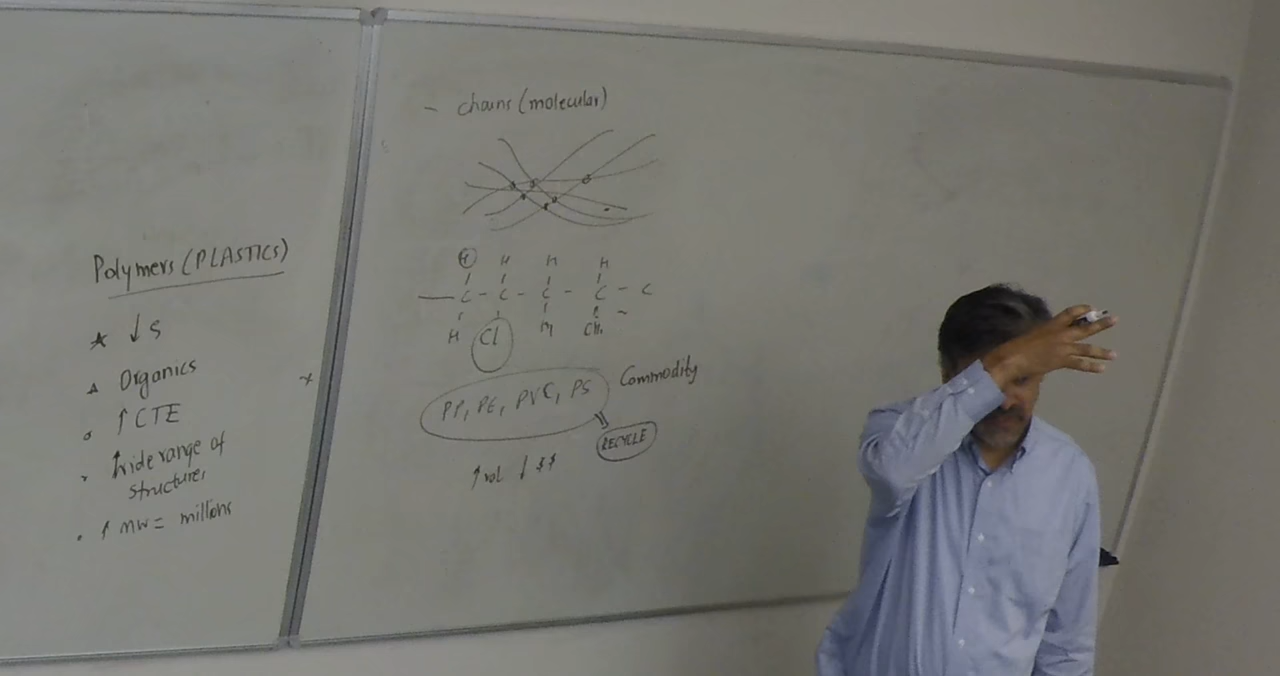 Polymers (PLASTICS)
↓ ρ
Organics
↑ CTE
Wide range of
structures
↑ MW = millions
- chains (molecular)
H H H H
— C - C - C - C - C
H Cl H CH₃
PP, PE, PVC, PS Commodity
RECYCLE
↑ vol ↓ $$